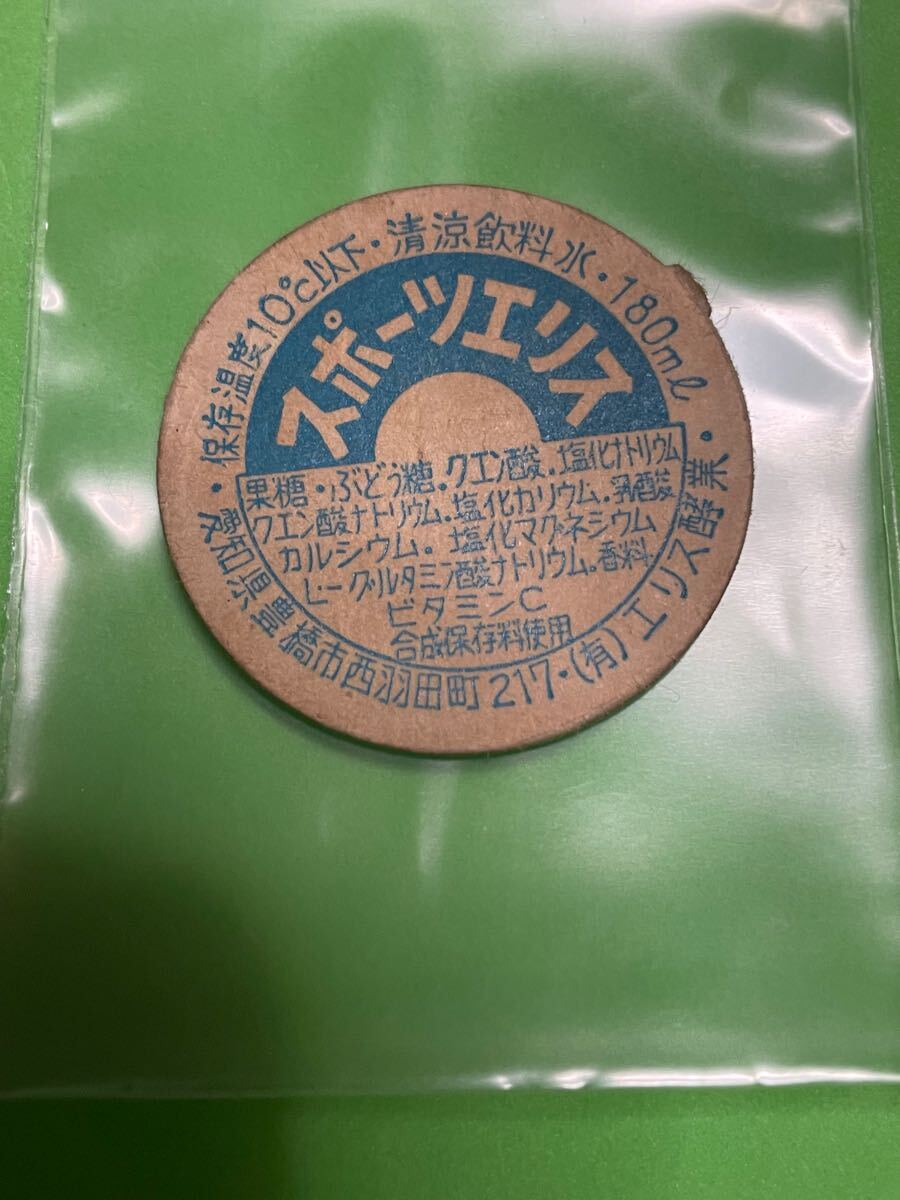 ・保存温度10℃以下・清涼飲料水・180ml
スポーツエリス
果糖・ぶどう糖・クエン酸・塩化ナトリウム
クエン酸ナトリウム・塩化カリウム・乳酸
カルシウム・塩化マグネシウム
L-グルタミン酸ナトリウム・香料
ビタミンC
合成保存料使用
愛知県豊橋市西羽田町217・(有)エリス酵業・